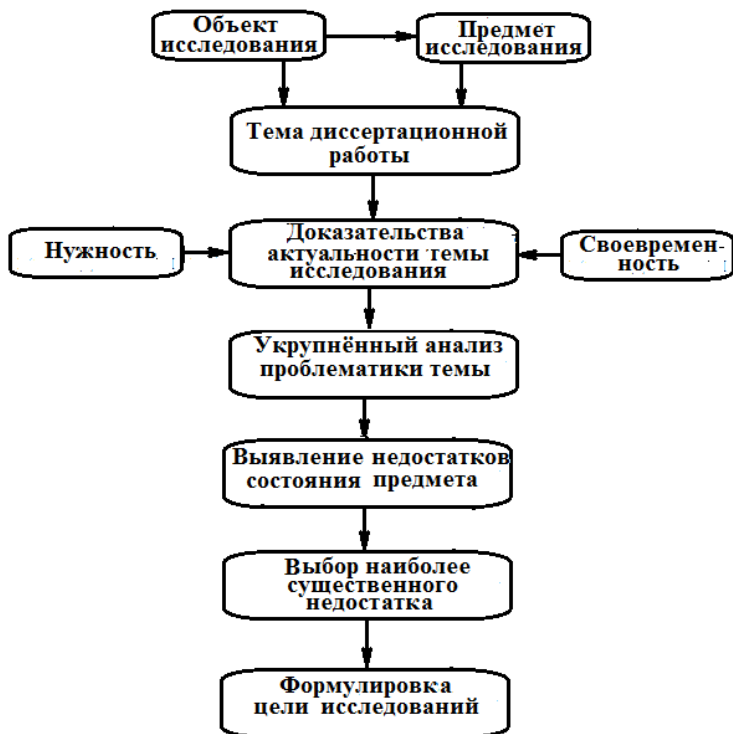 Объект
исследования
Предмет
исследования
Тема диссертационной
работы
Нужность
Доказательства
актуальности темы
исследования
Своевремен-
ность
Укрупнённый анализ
проблематики темы
Выявление недостатков
состояния предмета
Выбор наиболее
существенного
недостатка
Формулировка
цели исследований